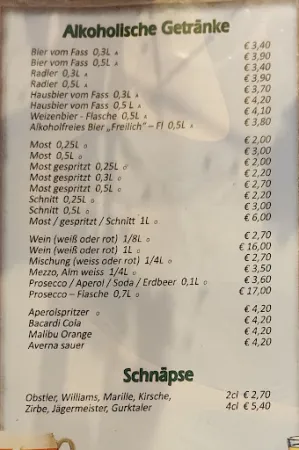 Alkoholische Getränke
Bier vom Fass 0,3L A € 3,40
Bier vom Fass 0,5L A € 3,90
Radler 0,3L A € 3,40
Radler 0,5L A € 3,90
Hausbier vom Fass 0,3L A € 3,70
Hausbier vom Fass 0,5 L A € 4,20
Weizenbier - Flasche 0,5L A € 4,10
Alkoholfreies Bier „Freilich" – Fl 0,5L A € 3,80
Most 0,25L O € 2,00
Most 0,5L O € 3,00
Most gespritzt 0,25L O € 2,00
Most gespritzt 0,3L O € 2,20
Most gespritzt 0,5L O € 2,70
Schnitt 0,25L O € 2,20
Schnitt 0,5L O € 3,00
Most / gespritzt / Schnitt 1L O € 6,00
Wein (weiß oder rot) 1/8L O € 2,70
Wein (weiß oder rot) 1L O € 16,00
Mischung (weiss oder rot) 1/4L O € 2,70
Mezzo, Alm weiss 1/4L O € 3,50
Prosecco / Aperol / Soda / Erdbeer 0,1L O € 3,60
Prosecco – Flasche 0,7L O € 17,00
Aperolspritzer O € 4,20
Bacardi Cola € 4,20
Malibu Orange € 4,20
Averna sauer € 4,20
Schnäpse
Obstler, Williams, Marille, Kirsche, 2cl € 2,70
Zirbe, Jägermeister, Gurktaler 4cl € 5,40